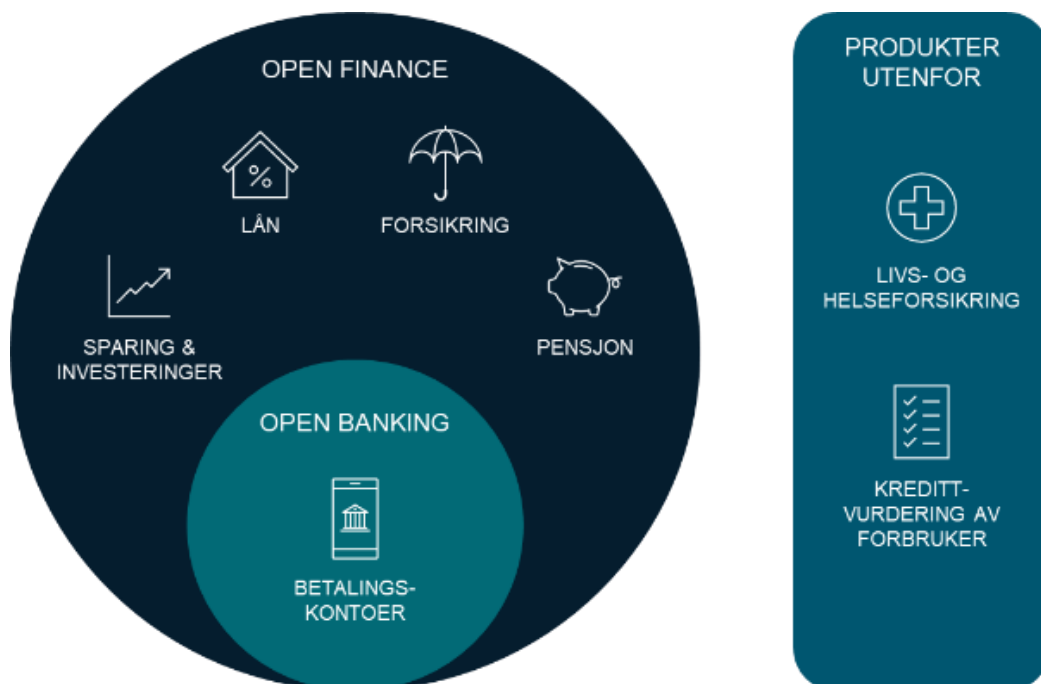 OPEN FINANCE
LÅN
FORSIKRING
SPARING &
INVESTERINGER
PENSJON
OPEN BANKING
BETALINGS-
KONTOER
PRODUKTER
UTENFOR
LIVS- OG
HELSEFORSIKRING
KREDITT-
VURDERING AV
FORBRUKER